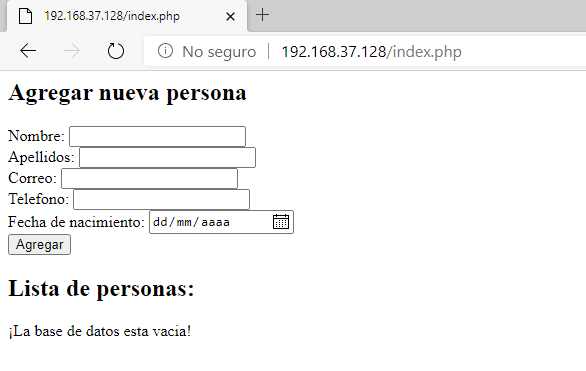 192.168.37.128/index.php
No seguro
192.168.37.128/index.php
Agregar nueva persona
Nombre:
Apellidos:
Correo:
Telefono:
Fecha de nacimiento: dd/mm/aaaa
Agregar
Lista de personas:
¡La base de datos esta vacia!